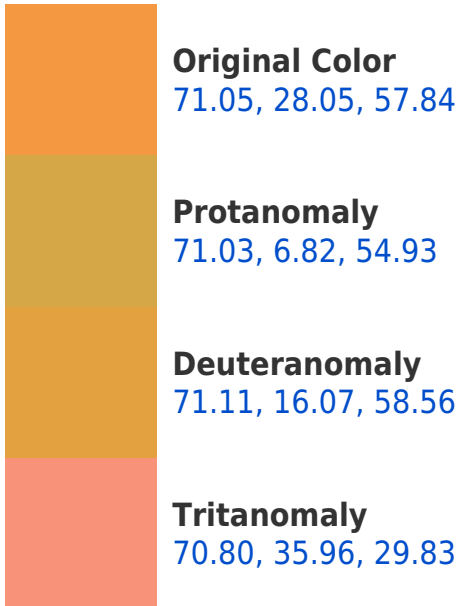 Original Color
71.05, 28.05, 57.84
Protanomaly
71.03, 6.82, 54.93
Deuteranomaly
71.11, 16.07, 58.56
Tritanomaly
70.80, 35.96, 29.83